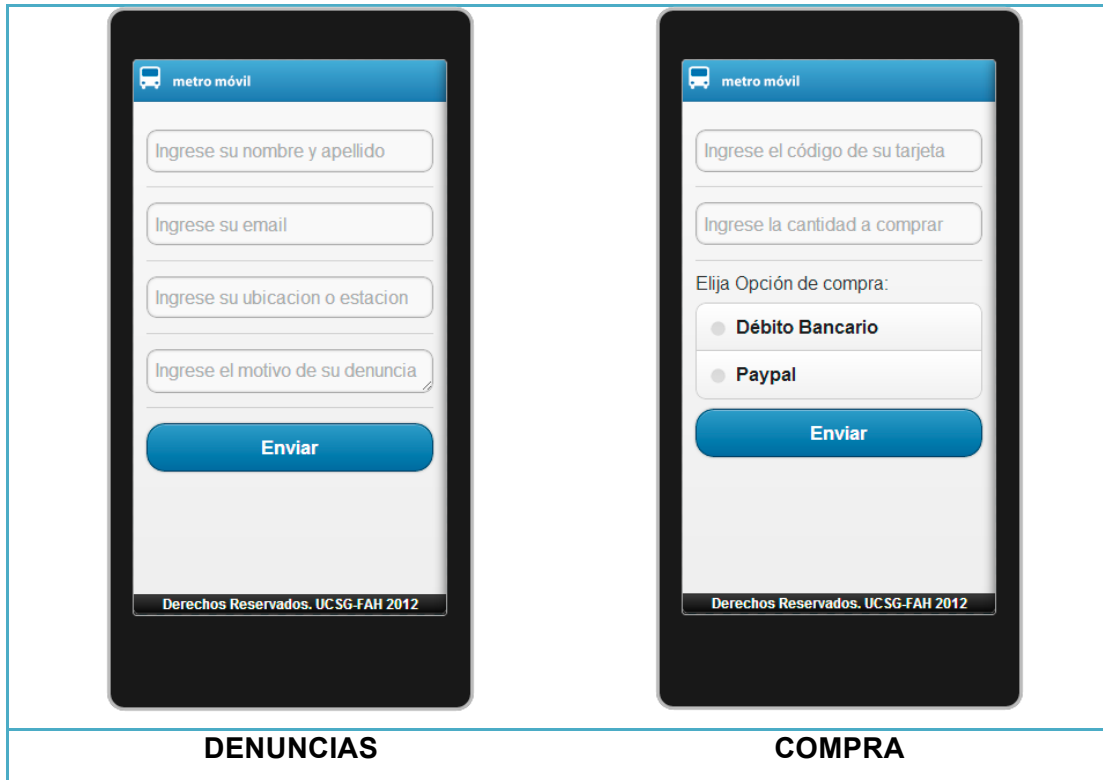 metro móvil
Ingrese su nombre y apellido
Ingrese su email
Ingrese su ubicacion o estacion
Ingrese el motivo de su denuncia
Enviar
Derechos Reservados. UCSG-FAH 2012
DENUNCIAS
metro móvil
Ingrese el código de su tarjeta
Ingrese la cantidad a comprar
Elija Opción de compra:
Débito Bancario
Paypal
Enviar
Derechos Reservados. UCSG-FAH 2012
COMPRA